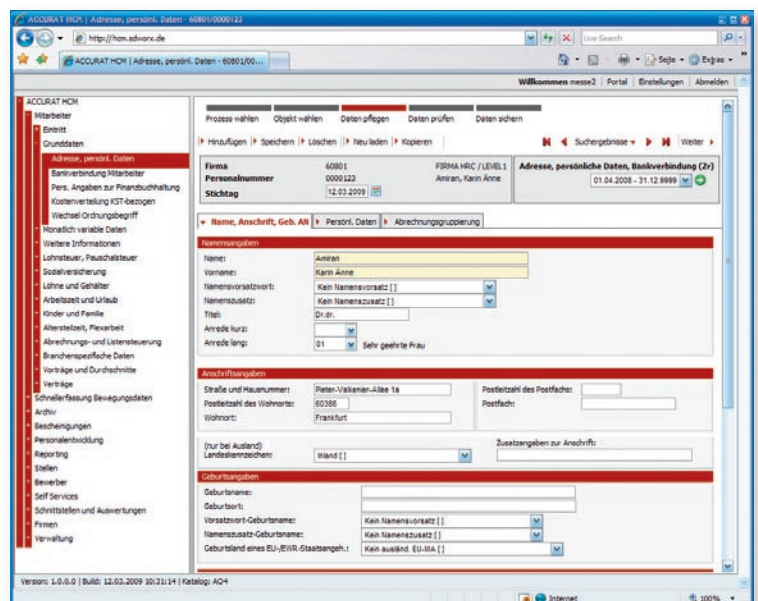 ACCURAT HCM | Adresse, persönl. Daten - 60801/0000123
http://hcm.sdworx.de
Live Search
ACCURAT HCM | Adresse, persönl. Daten - 60801/00...
Seite
Extras
Willkommen messe2 | Portal | Einstellungen | Abmelden
ACCURAT HCM
Mitarbeiter
Eintritt
Grunddaten
Adresse, persönl. Daten
Bankverbindung Mitarbeiter
Pers. Angaben zur Finanzbuchhaltung
Kostenverteilung KST-bezogen
Wechsel Ordnungsbegriff
Monatlich variable Daten
Weitere Informationen
Lohnsteuer, Pauschalsteuer
Sozialversicherung
Löhne und Gehälter
Arbeitszeit und Urlaub
Kinder und Familie
Altersteilzeit, Flexarbeit
Abrechnungs- und Listensteuerung
Branchenspezifische Daten
Vorträge und Durchschnitte
Verträge
Schnellerfassung Bewegungsdaten
Archiv
Bescheinigungen
Personalentwicklung
Reporting
Stellen
Bewerber
Self Services
Schnittstellen und Auswertungen
Firmen
Verwaltung
Prozess wählen Objekt wählen Daten pflegen Daten prüfen Daten sichern
Hinzufügen Speichern Löschen Neu laden Kopieren Suchergebnisse Weiter
Firma 60801 FIRMA HRC / LEVEL1
Personalnummer 0000123 Amiran, Karin Anne
Stichtag 12.03.2009
Adresse, persönliche Daten, Bankverbindung (Zr)
01.04.2008 - 31.12.9999
Name, Anschrift, Geb. AN Persönl. Daten Abrechnungsgruppierung
Namensangaben
Name: Amiran
Vorname: Karin Anne
Namensvorsatzwort: Kein Namensvorsatz [ ]
Namenszusatz: Kein Namenszusatz [ ]
Titel: Dr.dr.
Anrede kurz:
Anrede lang: 01 Sehr geehrte Frau
Anschriftsangaben
Straße und Hausnummer: Pieter-Valkenier-Allee 1a Postleitzahl des Postfachs:
Postleitzahl des Wohnorts: 60386 Postfach:
Wohnort: Frankfurt
(nur bei Ausland)
Landeskennzeichen: Inland [ ]
Zusatzangaben zur Anschrift:
Geburtsangaben
Geburtsname:
Geburtsort:
Vorsatzwort-Geburtsname: Kein Namensvorsatz [ ]
Namenszusatz-Geburtsname: Kein Namenszusatz [ ]
Geburtsland eines EU-/EWR-Staatsangeh.: Kein ausländ. EU-MA [ ]
Version: 1.0.0.0 | Build: 12.03.2009 10:31:14 | Katalog: AO4
Internet 100%